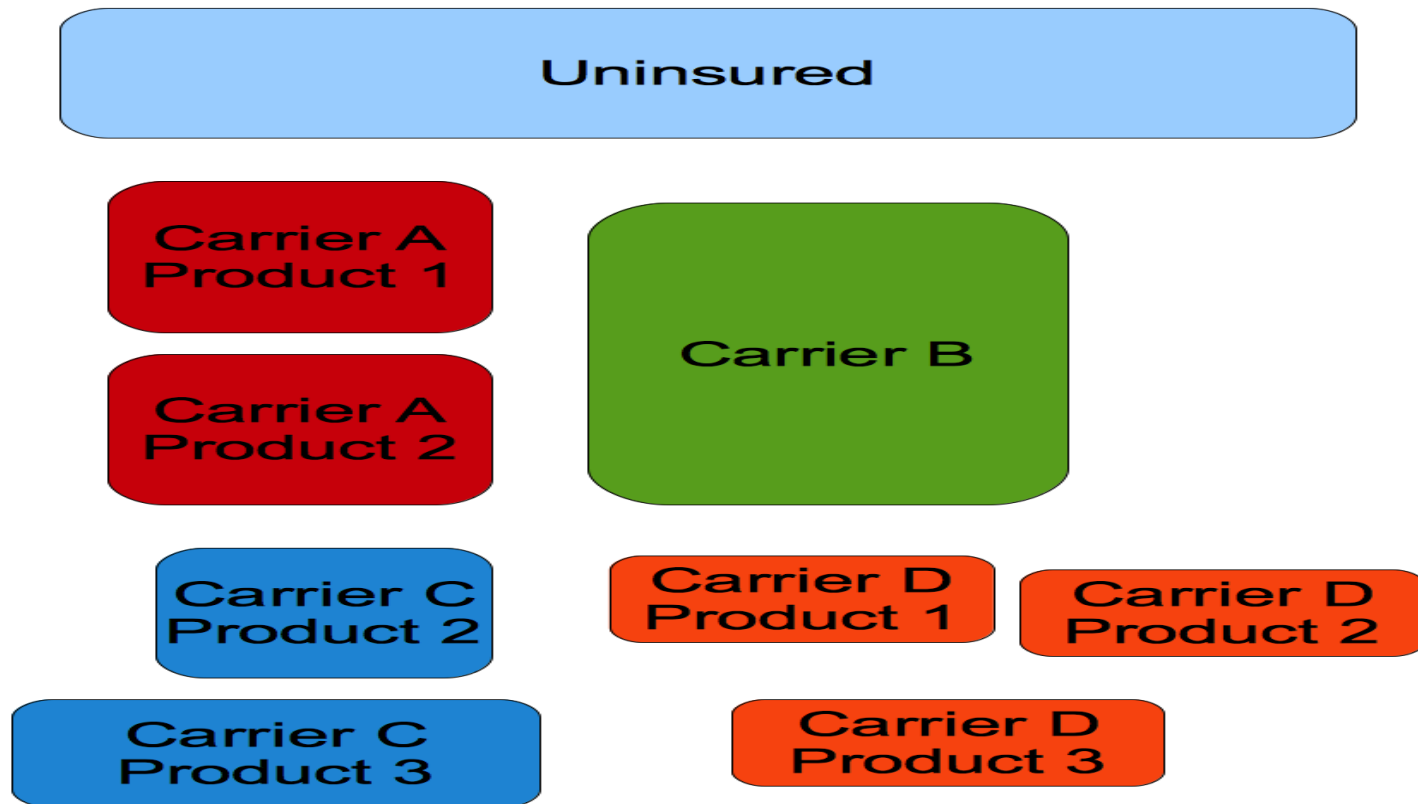 Uninsured
Carrier A
Product 1
Carrier B
Carrier A
Product 2
Carrier C
Product 2
Carrier D
Product 1
Carrier D
Product 2
Carrier C
Product 3
Carrier D
Product 3